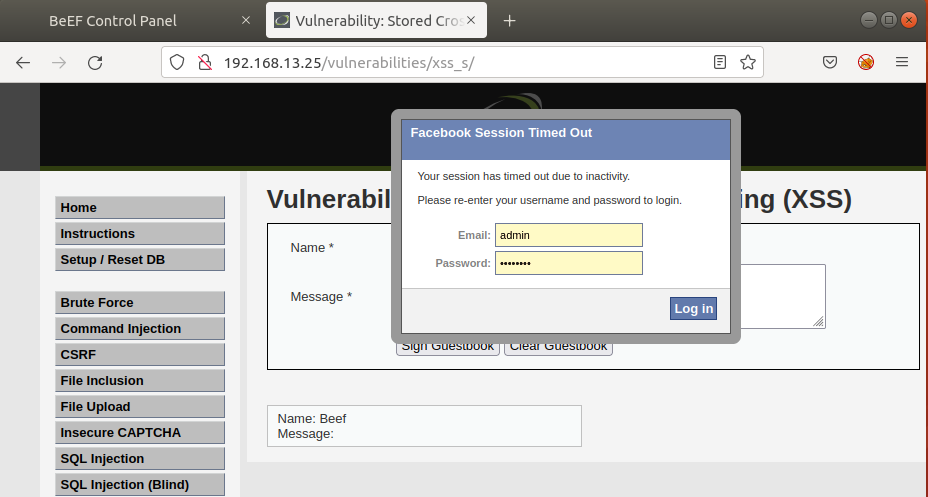 BeEF Control Panel
Vulnerability: Stored Cros
192.168.13.25/vulnerabilities/xss_s/
Facebook Session Timed Out
Your session has timed out due to inactivity.
Please re-enter your username and password to login.
Email: admin
Password: ••••••••
Log in
Home
Instructions
Setup / Reset DB
Brute Force
Command Injection
CSRF
File Inclusion
File Upload
Insecure CAPTCHA
SQL Injection
SQL Injection (Blind)
Vulnerabil ing (XSS)
Name *
Message *
Sign Guestbook Clear Guestbook
Name: Beef
Message: